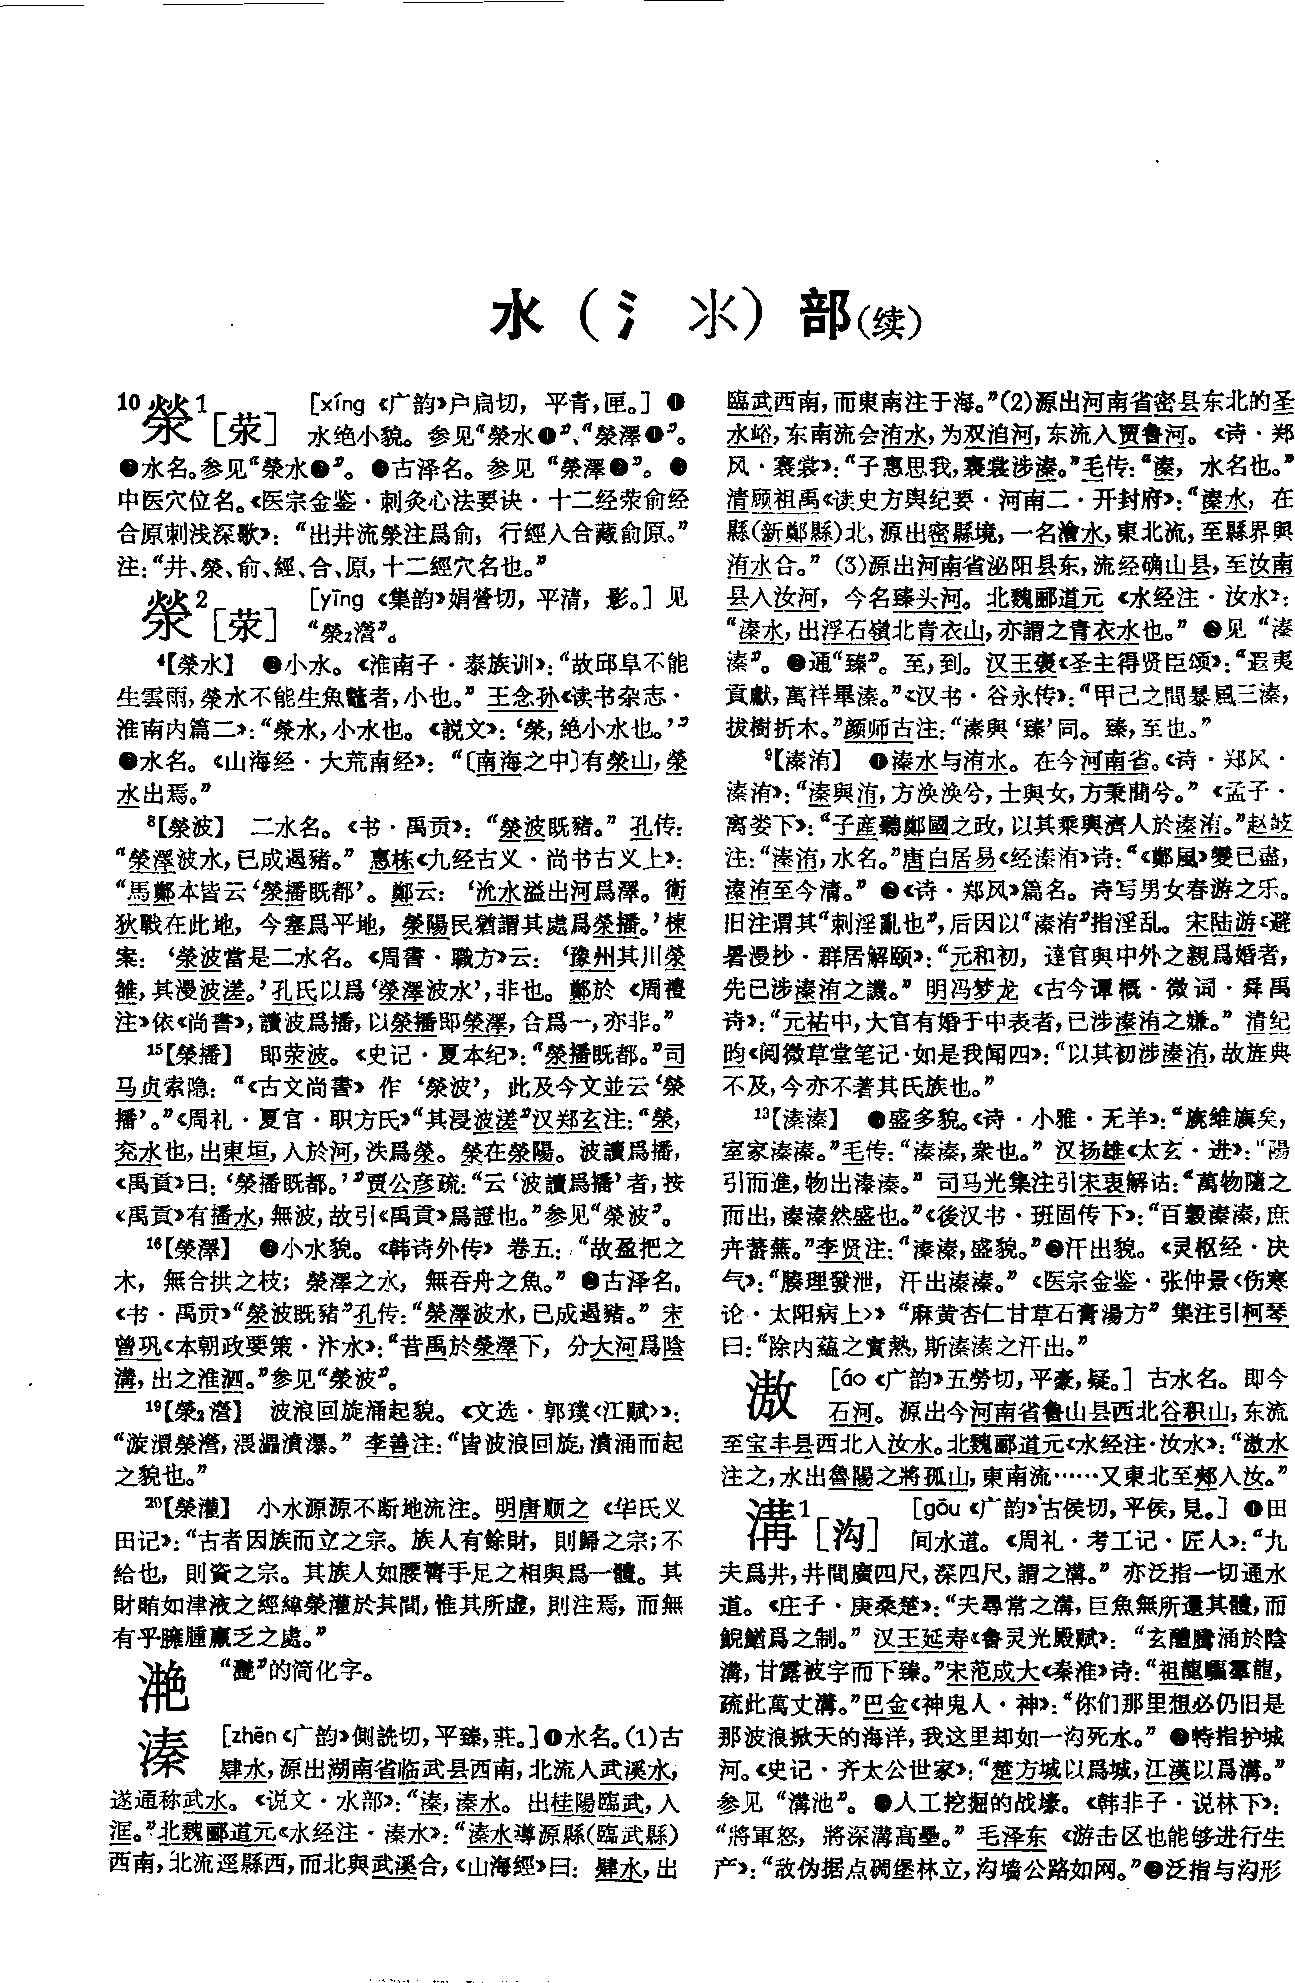 水（氵氺）部(续)
10 滎1［荥］ [xíng《广韵》户扃切，平青，匣。]❶
水绝小貌。参见“滎水❶”、“滎澤❶”。
❷水名。参见“滎水❷”。❸古泽名。参见“滎澤❷”。❹
中医穴位名。《医宗金鉴·刺灸心法要诀·十二经荥俞经
合原刺浅深歌》：“出井流滎注爲俞，行經入合藏俞原。”
注：“井、滎、俞、經、合、原，十二經穴名也。”
滎2［荥］ [yīng《集韵》娟營切，平清，影。]见
“滎₂濴”。
4【滎水】 ❶小水。《淮南子·泰族训》：“故邱阜不能
生雲雨，滎水不能生魚鼈者，小也。”王念孙《读书杂志·
淮南内篇二》：“滎水，小水也。《説文》：‘滎，絶小水也。’”
❷水名。《山海经·大荒南经》：“〔南海之中〕有滎山，滎
水出焉。”
8【滎波】 二水名。《书·禹贡》：“滎波既豬。”孔传：
“滎澤波水，已成遏豬。”惠栋《九经古义·尚书古义上》：
“馬鄭本皆云‘滎播既都’。鄭云：‘沇水溢出河爲澤。衛
狄戰在此地，今塞爲平地，滎陽民猶謂其處爲滎播。’棟
案：‘滎波當是二水名。《周書·職方》云：‘豫州其川滎
雒，其浸波溠。’孔氏以爲‘滎澤波水’，非也。鄭於《周禮
注》依《尚書》，讀波爲播，以滎播即滎澤，合爲一，亦非。”
15【滎播】 即荥波。《史记·夏本纪》：“滎播既都。”司
马贞索隐：“《古文尚書》作‘滎波’，此及今文並云‘滎
播’。”《周礼·夏官·职方氏》“其浸波溠”汉郑玄注：“滎，
兖水也，出東垣，入於河，泆爲滎。滎在滎陽。波讀爲播，
《禹貢》曰：‘滎播既都。’”贾公彦疏：“云‘波讀爲播’者，按
《禹貢》有播水，無波，故引《禹貢》爲證也。”参见“滎波”。
16【滎澤】 ❶小水貌。《韩诗外传》卷五：“故盈把之
木，無合拱之枝；滎澤之水，無吞舟之魚。”❷古泽名。
《书·禹贡》“滎波既豬”孔传：“滎澤波水，已成遏豬。”宋
曾巩《本朝政要策·汴水》：“昔禹於滎澤下，分大河爲陰
溝，出之淮泗。”参见“滎波”。
19【滎₂濴】 波浪回旋涌起貌。《文选·郭璞〈江赋〉》：
“漩澴滎濴，渨㵽濆瀑。”李善注：“皆波浪回旋，濆涌而起
之貌也。”
20【滎灌】 小水源源不断地流注。明唐顺之《华氏义
田记》：“古者因族而立之宗。族人有餘財，則歸之宗；不
給也，則資之宗。其族人如腰膂手足之相與爲一體。其
財賄如津液之經緯滎灌於其間，惟其所虚，則注焉，而無
有乎臃腫羸乏之處。”
滟 “灧”的简化字。
溱 [zhēn《广韵》側詵切，平臻，莊。]❶水名。(1)古
肄水，源出湖南省临武县西南，北流入武溪水，
遂通称武水。《说文·水部》：“溱，溱水。出桂陽臨武，入
洭。”北魏郦道元《水经注·溱水》：“溱水導源縣(臨武縣)
西南，北流逕縣西，而北與武溪合，《山海經》曰：肄水，出
臨武西南，而東南注于海。”(2)源出河南省密县东北的圣
水峪，东南流会洧水，为双洎河，东流入贾鲁河。《诗·郑
风·褰裳》：“子惠思我，褰裳涉溱。”毛传：“溱，水名也。”
清顾祖禹《读史方舆纪要·河南二·开封府》：“溱水，在
縣(新鄭縣)北，源出密縣境，一名澮水，東北流，至縣界與
洧水合。”(3)源出河南省泌阳县东，流经确山县，至汝南
县入汝河，今名臻头河。北魏郦道元《水经注·汝水》：
“溱水，出浮石嶺北青衣山，亦謂之青衣水也。”❷见“溱
溱”。❸通“臻”。至，到。汉王褒《圣主得贤臣颂》：“遐夷
貢獻，萬祥畢溱。”《汉书·谷永传》：“甲己之間暴風三溱，
拔樹折木。”颜师古注：“溱與‘臻’同。臻，至也。”
9【溱洧】 ❶溱水与洧水。在今河南省。《诗·郑风·
溱洧》：“溱與洧，方涣涣兮，士與女，方秉蕑兮。”《孟子·
离娄下》：“子産聽鄭國之政，以其乘輿濟人於溱洧。”赵岐
注：“溱洧，水名。”唐白居易《经溱洧》诗：“《鄭風》變已盡，
溱洧至今清。”❷《诗·郑风》篇名。诗写男女春游之乐。
旧注谓其“刺淫亂也”，后因以“溱洧”指淫乱。宋陆游《避
暑漫抄·群居解颐》：“元和初，達官與中外之親爲婚者，
先已涉溱洧之譏。”明冯梦龙《古今谭概·微词·舜禹
诗》：“元祐中，大官有婚于中表者，已涉溱洧之嫌。”清纪
昀《阅微草堂笔记·如是我闻四》：“以其初涉溱洧，故旌典
不及，今亦不著其氏族也。”
13【溱溱】 ❶盛多貌。《诗·小雅·无羊》：“旐維旟矣，
室家溱溱。”毛传：“溱溱，衆也。”汉扬雄《太玄·进》：“陽
引而進，物出溱溱。”司马光集注引宋衷解诂：“萬物隨之
而出，溱溱然盛也。”《後汉书·班固传下》：“百穀溱溱，庶
卉蕃蕪。”李贤注：“溱溱，盛貌。”❷汗出貌。《灵枢经·决
气》：“腠理發泄，汗出溱溱。”《医宗金鉴·张仲景〈伤寒
论·太阳病上〉》“麻黄杏仁甘草石膏湯方”集注引柯琴
曰：“除内蕴之實熱，斯溱溱之汗出。”
滶 [áo《广韵》五勞切，平豪，疑。] 古水名。即今
石河。源出今河南省鲁山县西北谷积山，东流
至宝丰县西北入汝水。北魏郦道元《水经注·汝水》：“滶水
注之，水出魯陽之將孤山，東南流……又東北至郟入汝。”
溝1［沟］ [gōu《广韵》古侯切，平侯，見。]❶田
间水道。《周礼·考工记·匠人》：“九
夫爲井，井間廣四尺，深四尺，謂之溝。”亦泛指一切通水
道。《庄子·庚桑楚》：“夫尋常之溝，巨魚無所還其體，而
鯢鰌爲之制。”汉王延寿《鲁灵光殿赋》：“玄醴騰涌於陰
溝，甘露被宇而下臻。”宋范成大《秦淮》诗：“祖龍驅羣龍，
疏此萬丈溝。”巴金《神鬼人·神》：“你们那里想必仍旧是
那波浪掀天的海洋，我这里却如一沟死水。”❷特指护城
河。《史记·齐太公世家》：“楚方城以爲城，江漢以爲溝。”
参见“溝池”。❸人工挖掘的战壕。《韩非子·说林下》：
“將軍怒，將深溝高壘。”毛泽东《游击区也能够进行生
产》：“敌伪据点碉堡林立，沟墙公路如网。”❹泛指与沟形